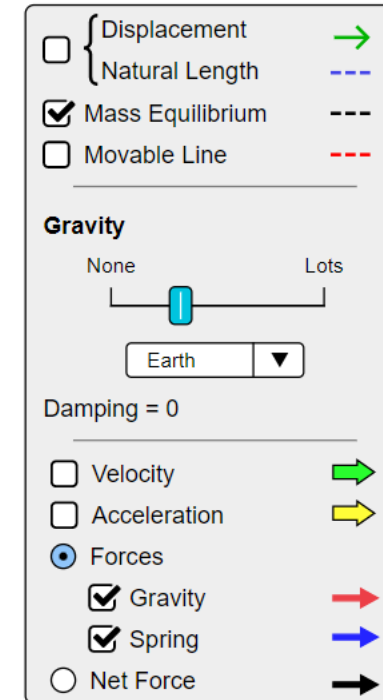 Displacement
Natural Length
Mass Equilibrium
Movable Line
Gravity
None Lots
Earth
Damping = 0
Velocity
Acceleration
Forces
Gravity
Spring
Net Force